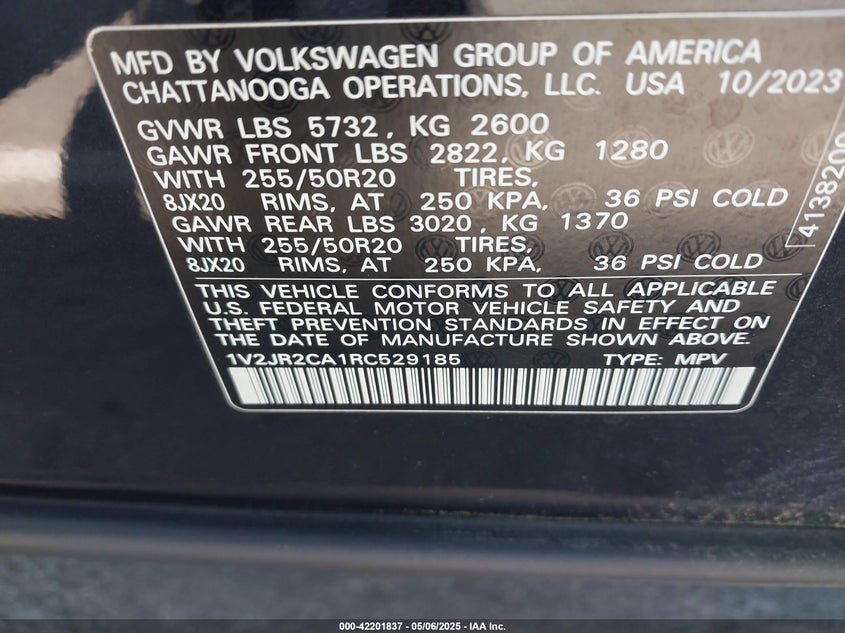 MFD BY VOLKSWAGEN GROUP OF AMERICA
CHATTANOOGA OPERATIONS, LLC. USA 10/2023
GVWR LBS 5732, KG 2600
GAWR FRONT LBS 2822, KG 1280
WITH 255/50R20 TIRES,
8JX20 RIMS, AT 250 KPA, 36 PSI COLD
GAWR REAR LBS 3020, KG 1370
WITH 255/50R20 TIRES,
8JX20 RIMS, AT 250 KPA, 36 PSI COLD
THIS VEHICLE CONFORMS TO ALL APPLICABLE
U.S. FEDERAL MOTOR VEHICLE SAFETY AND
THEFT PREVENTION STANDARDS IN EFFECT ON
THE DATE OF MANUFACTURE SHOWN ABOVE.
1V2JR2CA1RC529185 TYPE: MPV
000-42201837 - 05/06/2025 - IAA Inc.